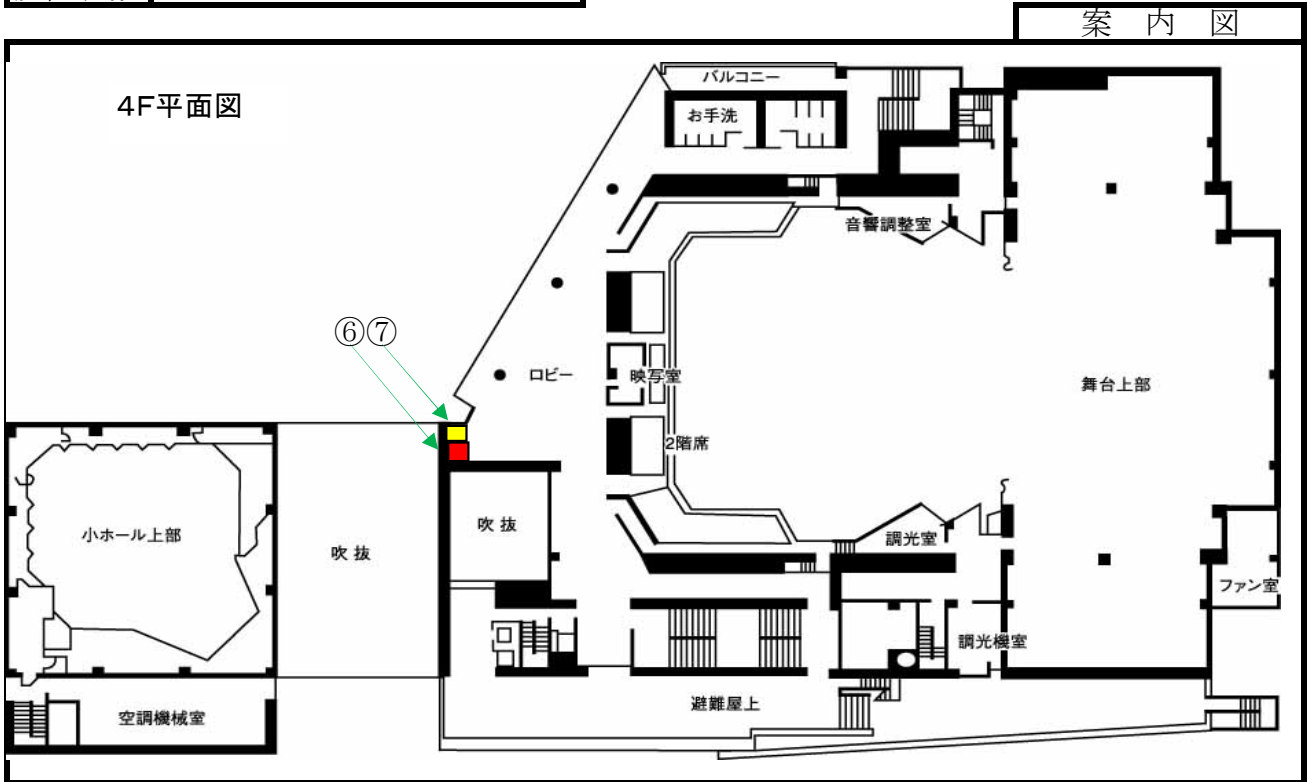 案 内 図
4F平面図
バルコニー
お手洗
音響調整室
⑥⑦
ロビー
映写室
舞台上部
2階席
小ホール上部
吹 抜
吹 抜
調光室
ファン室
調光機室
避難屋上
空調機械室